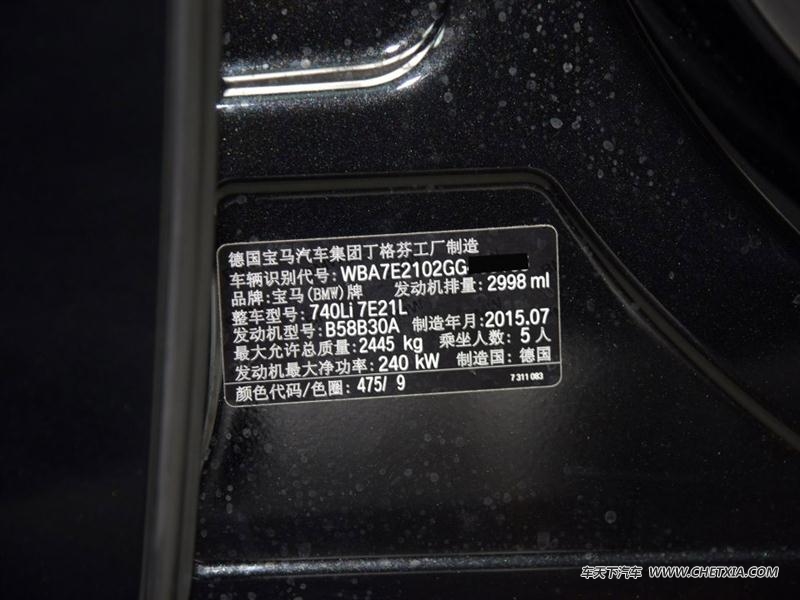 德国宝马汽车集团丁格芬工厂制造
车辆识别代号: WBA7E2102GG
品牌: 宝马(BMW)牌 发动机排量: 2998 ml
整车型号: 740Li 7E21L
发动机型号: B58B30A 制造年月: 2015.07
最大允许总质量: 2445 kg 乘坐人数: 5 人
发动机最大净功率: 240 kW 制造国: 德国
颜色代码/色圈: 475/ 9 7 311 083
车天下汽车 WWW.CHETXIA.COM